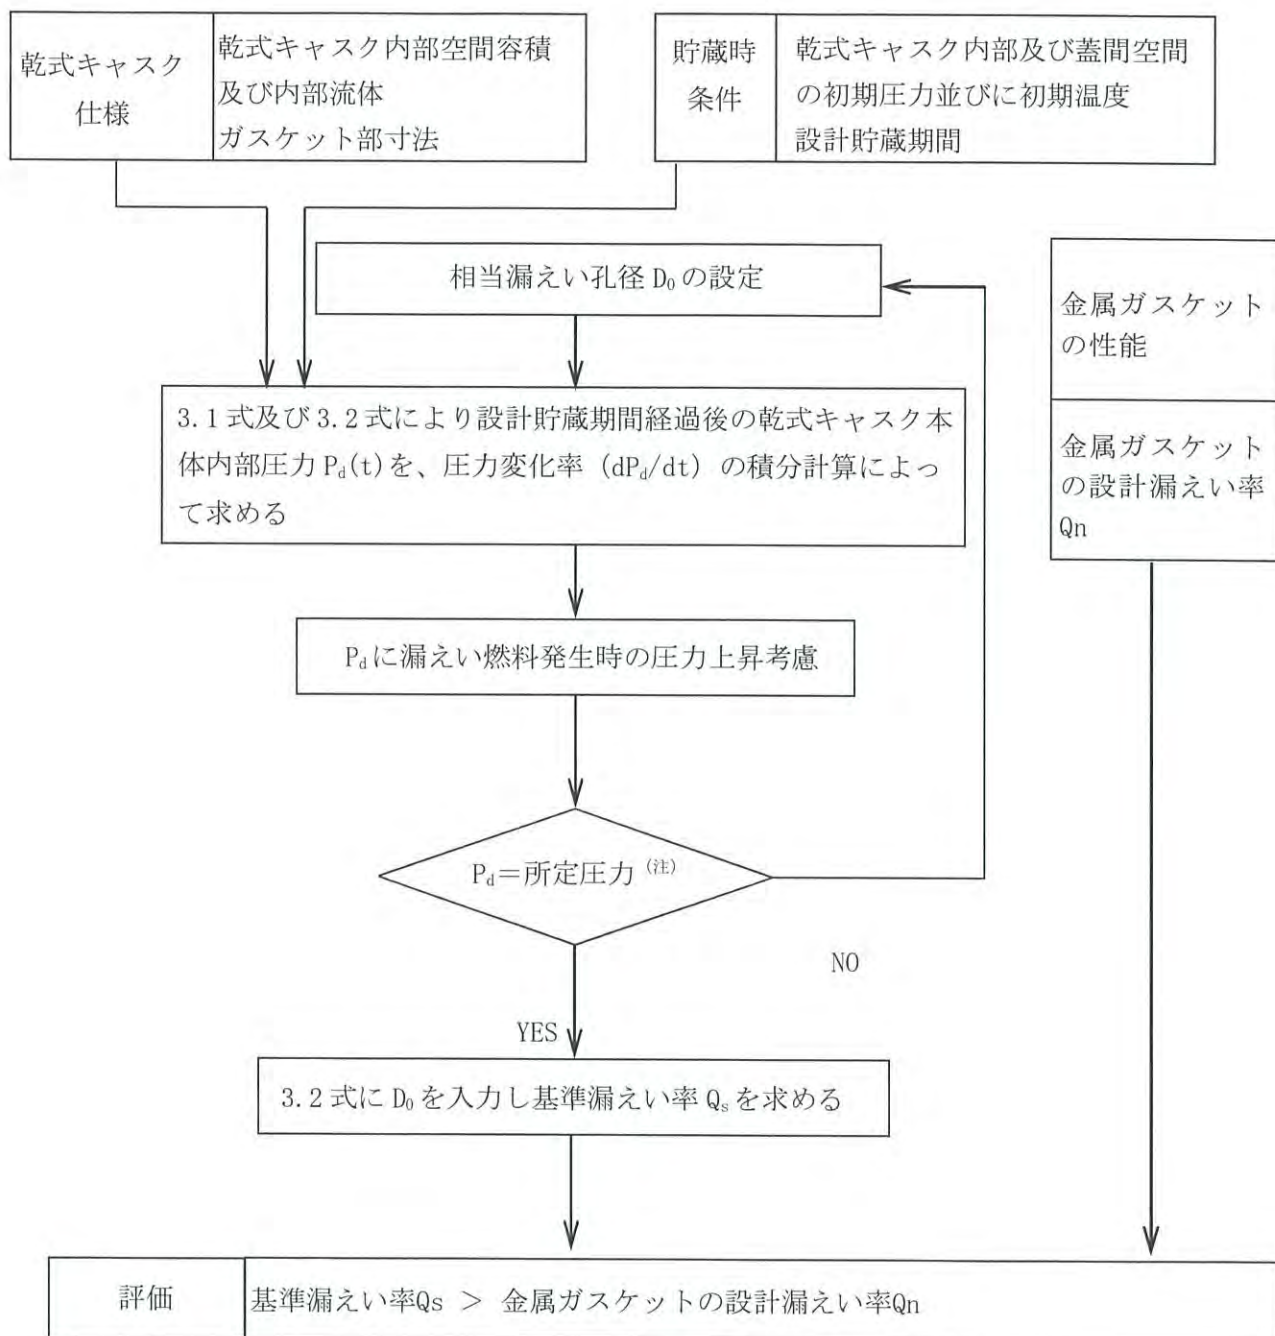 乾式キャスク
仕様
乾式キャスク内部空間容積
及び内部流体
ガスケット部寸法
貯蔵時
条件
乾式キャスク内部及び蓋間空間
の初期圧力並びに初期温度
設計貯蔵期間
相当漏えい孔径 D₀ の設定
金属ガスケット
の性能
3.1 式及び 3.2 式により設計貯蔵期間経過後の乾式キャスク本
体内部圧力 P_d(t)を、圧力変化率 (dP_d/dt) の積分計算によっ
て求める
金属ガスケット
の設計漏えい率
Qn
P_d に漏えい燃料発生時の圧力上昇考慮
P_d＝所定圧力 (注)
NO
YES
3.2 式に D₀ を入力し基準漏えい率 Q_s を求める
評価
基準漏えい率Qs > 金属ガスケットの設計漏えい率Qn